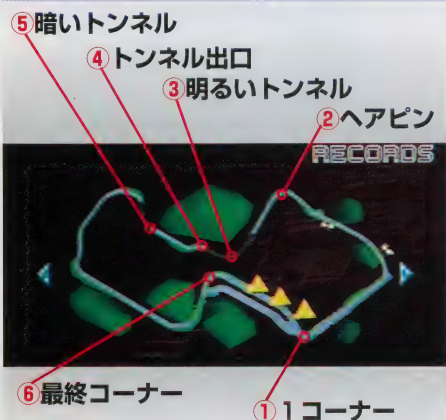 ⑤暗いトンネル
④トンネル出口
③明るいトンネル
②ヘアピン
RECORDS
⑥最終コーナー
①1コーナー